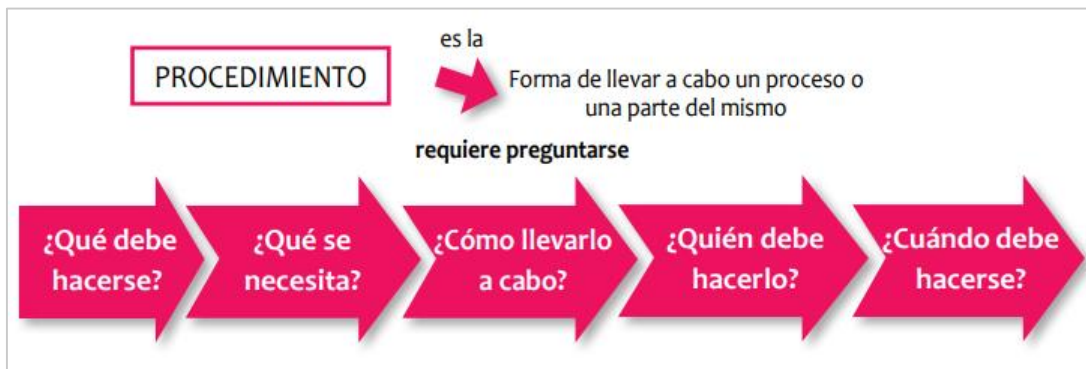 es la
PROCEDIMIENTO
Forma de llevar a cabo un proceso o
una parte del mismo
requiere preguntarse
¿Qué debe
hacerse?
¿Qué se
necesita?
¿Cómo llevarlo
a cabo?
¿Quién debe
hacerlo?
¿Cuándo debe
hacerse?